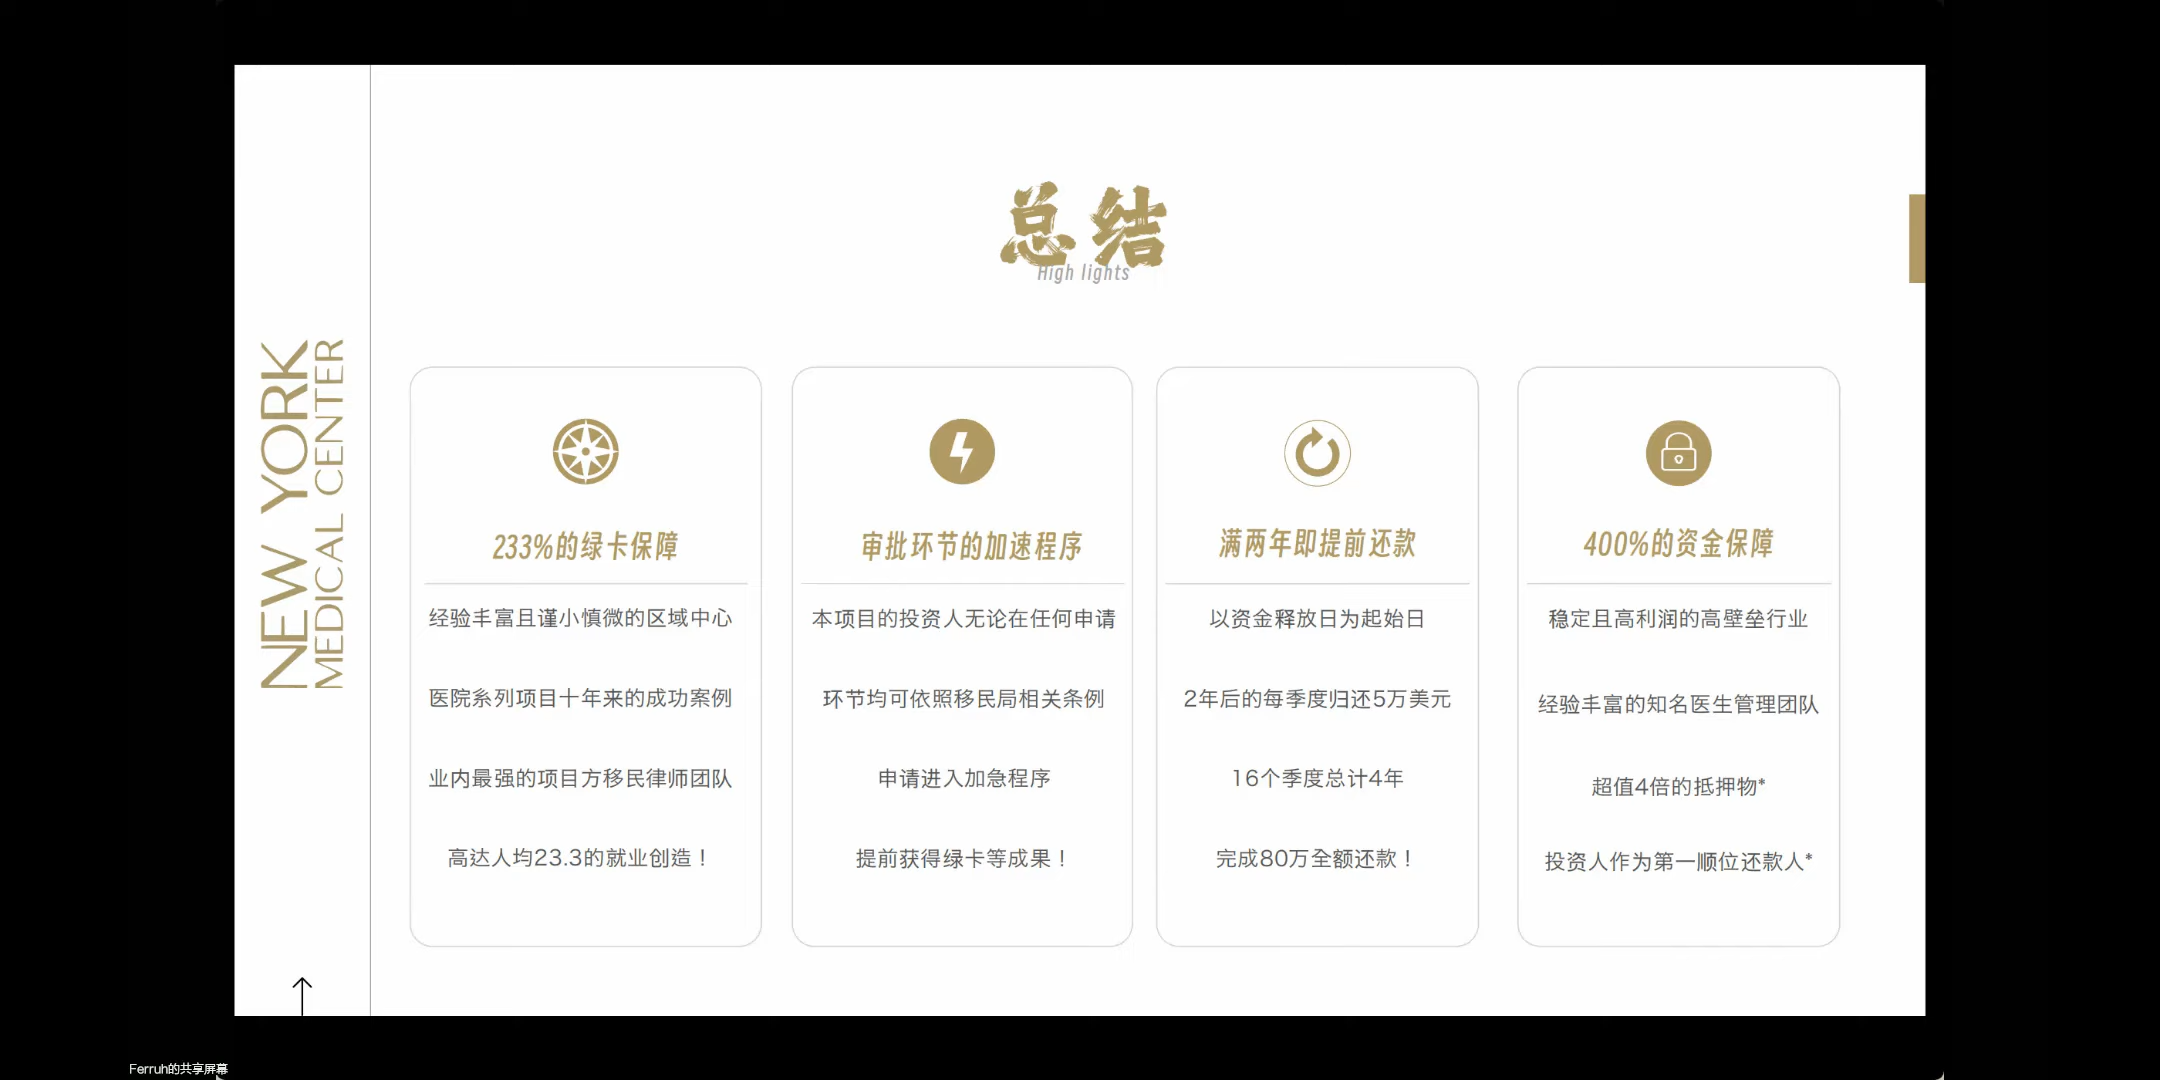 总结
High lights
NEW YORK
MEDICAL CENTER
233%的绿卡保障
经验丰富且谨小慎微的区域中心
医院系列项目十年来的成功案例
业内最强的项目方移民律师团队
高达人均23.3的就业创造！
审批环节的加速程序
本项目的投资人无论在任何申请
环节均可依照移民局相关条例
申请进入加急程序
提前获得绿卡等成果！
满两年即提前还款
以资金释放日为起始日
2年后的每季度归还5万美元
16个季度总计4年
完成80万全额还款！
400%的资金保障
稳定且高利润的高壁垒行业
经验丰富的知名医生管理团队
超值4倍的抵押物*
投资人作为第一顺位还款人*
Ferruh的共享屏幕